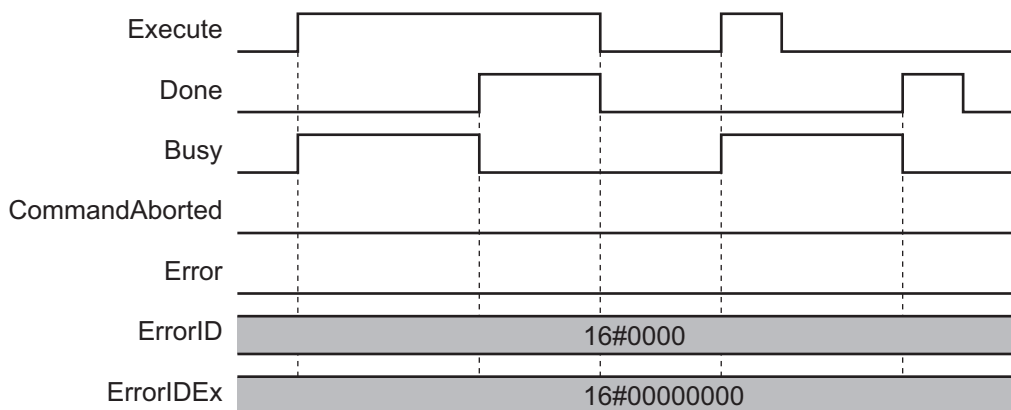 Execute
Done
Busy
CommandAborted
Error
ErrorID 16#0000
ErrorIDEx 16#00000000